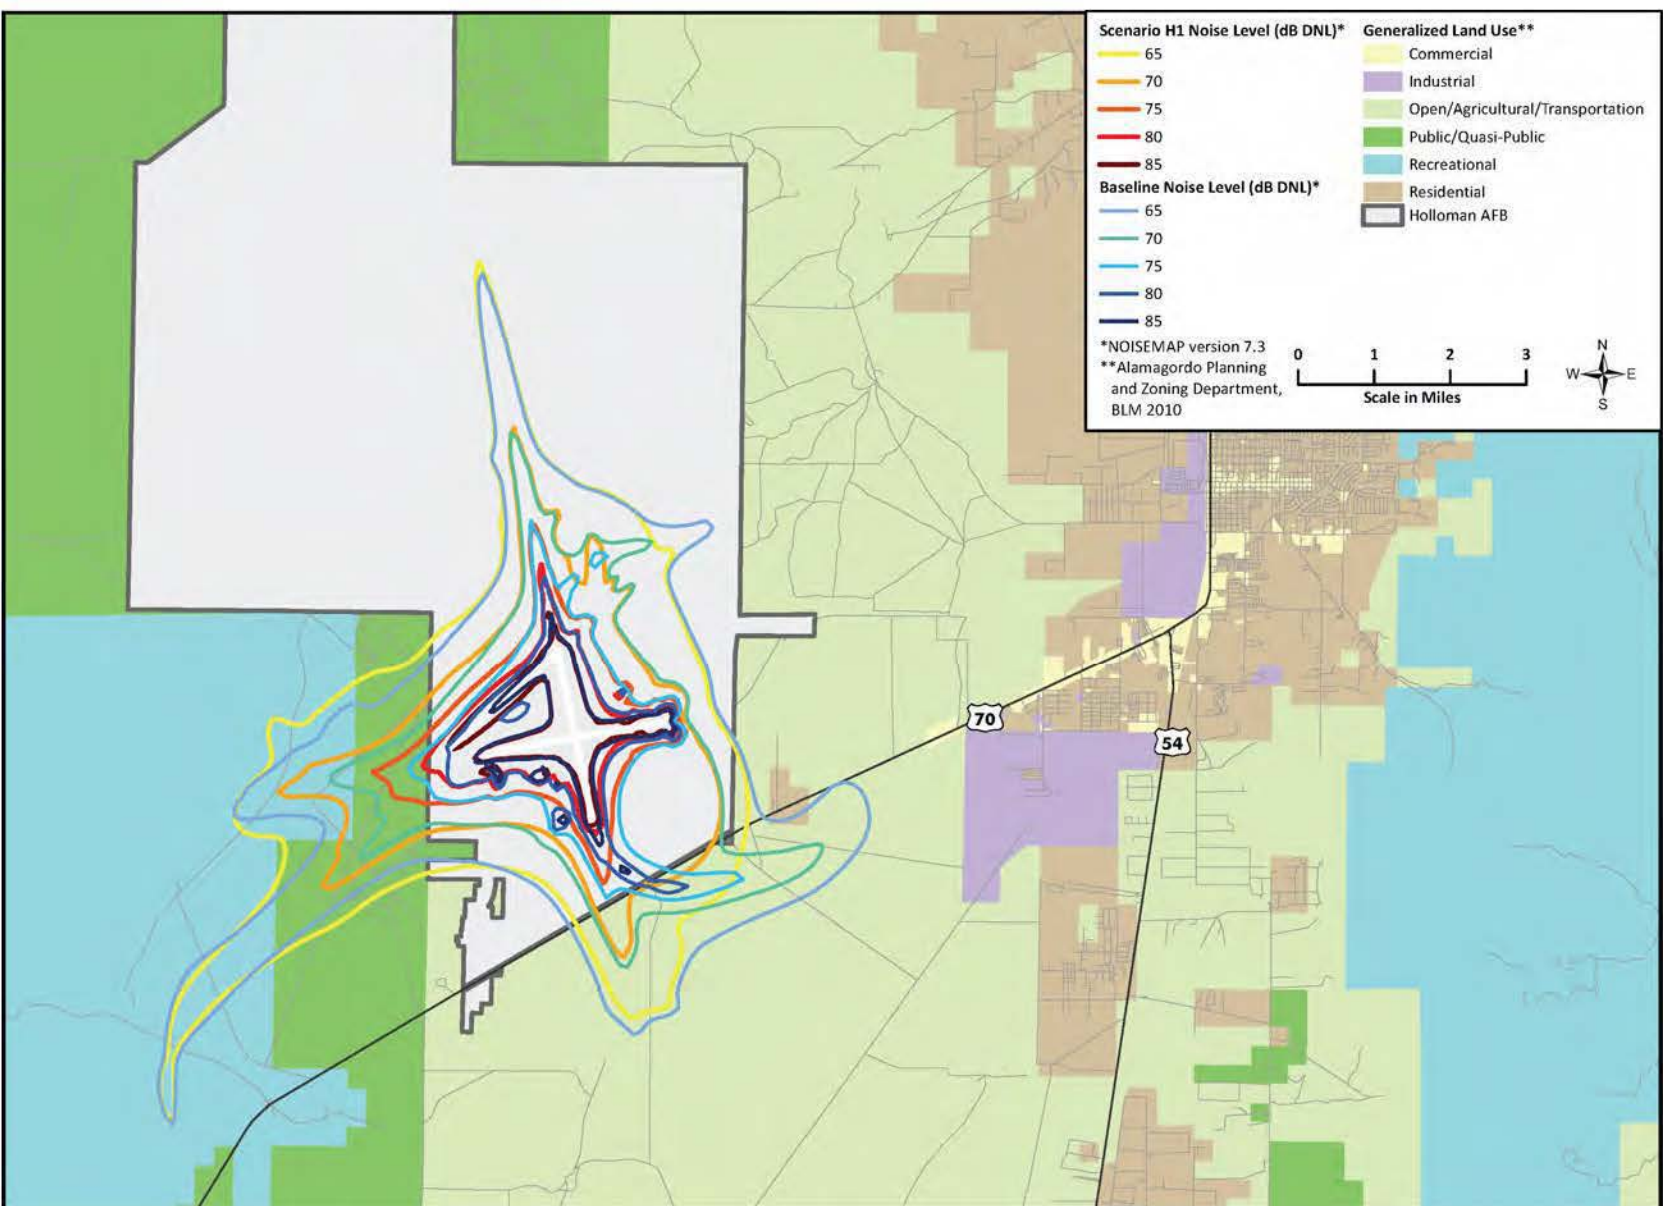 Scenario H1 Noise Level (dB DNL)*
65
70
75
80
85
Baseline Noise Level (dB DNL)*
65
70
75
80
85
*NOISEMAP version 7.3
**Alamagordo Planning
and Zoning Department,
BLM 2010
Generalized Land Use**
Commercial
Industrial
Open/Agricultural/Transportation
Public/Quasi-Public
Recreational
Residential
Holloman AFB
0 1 2 3
Scale in Miles
N
W E
S
70
54